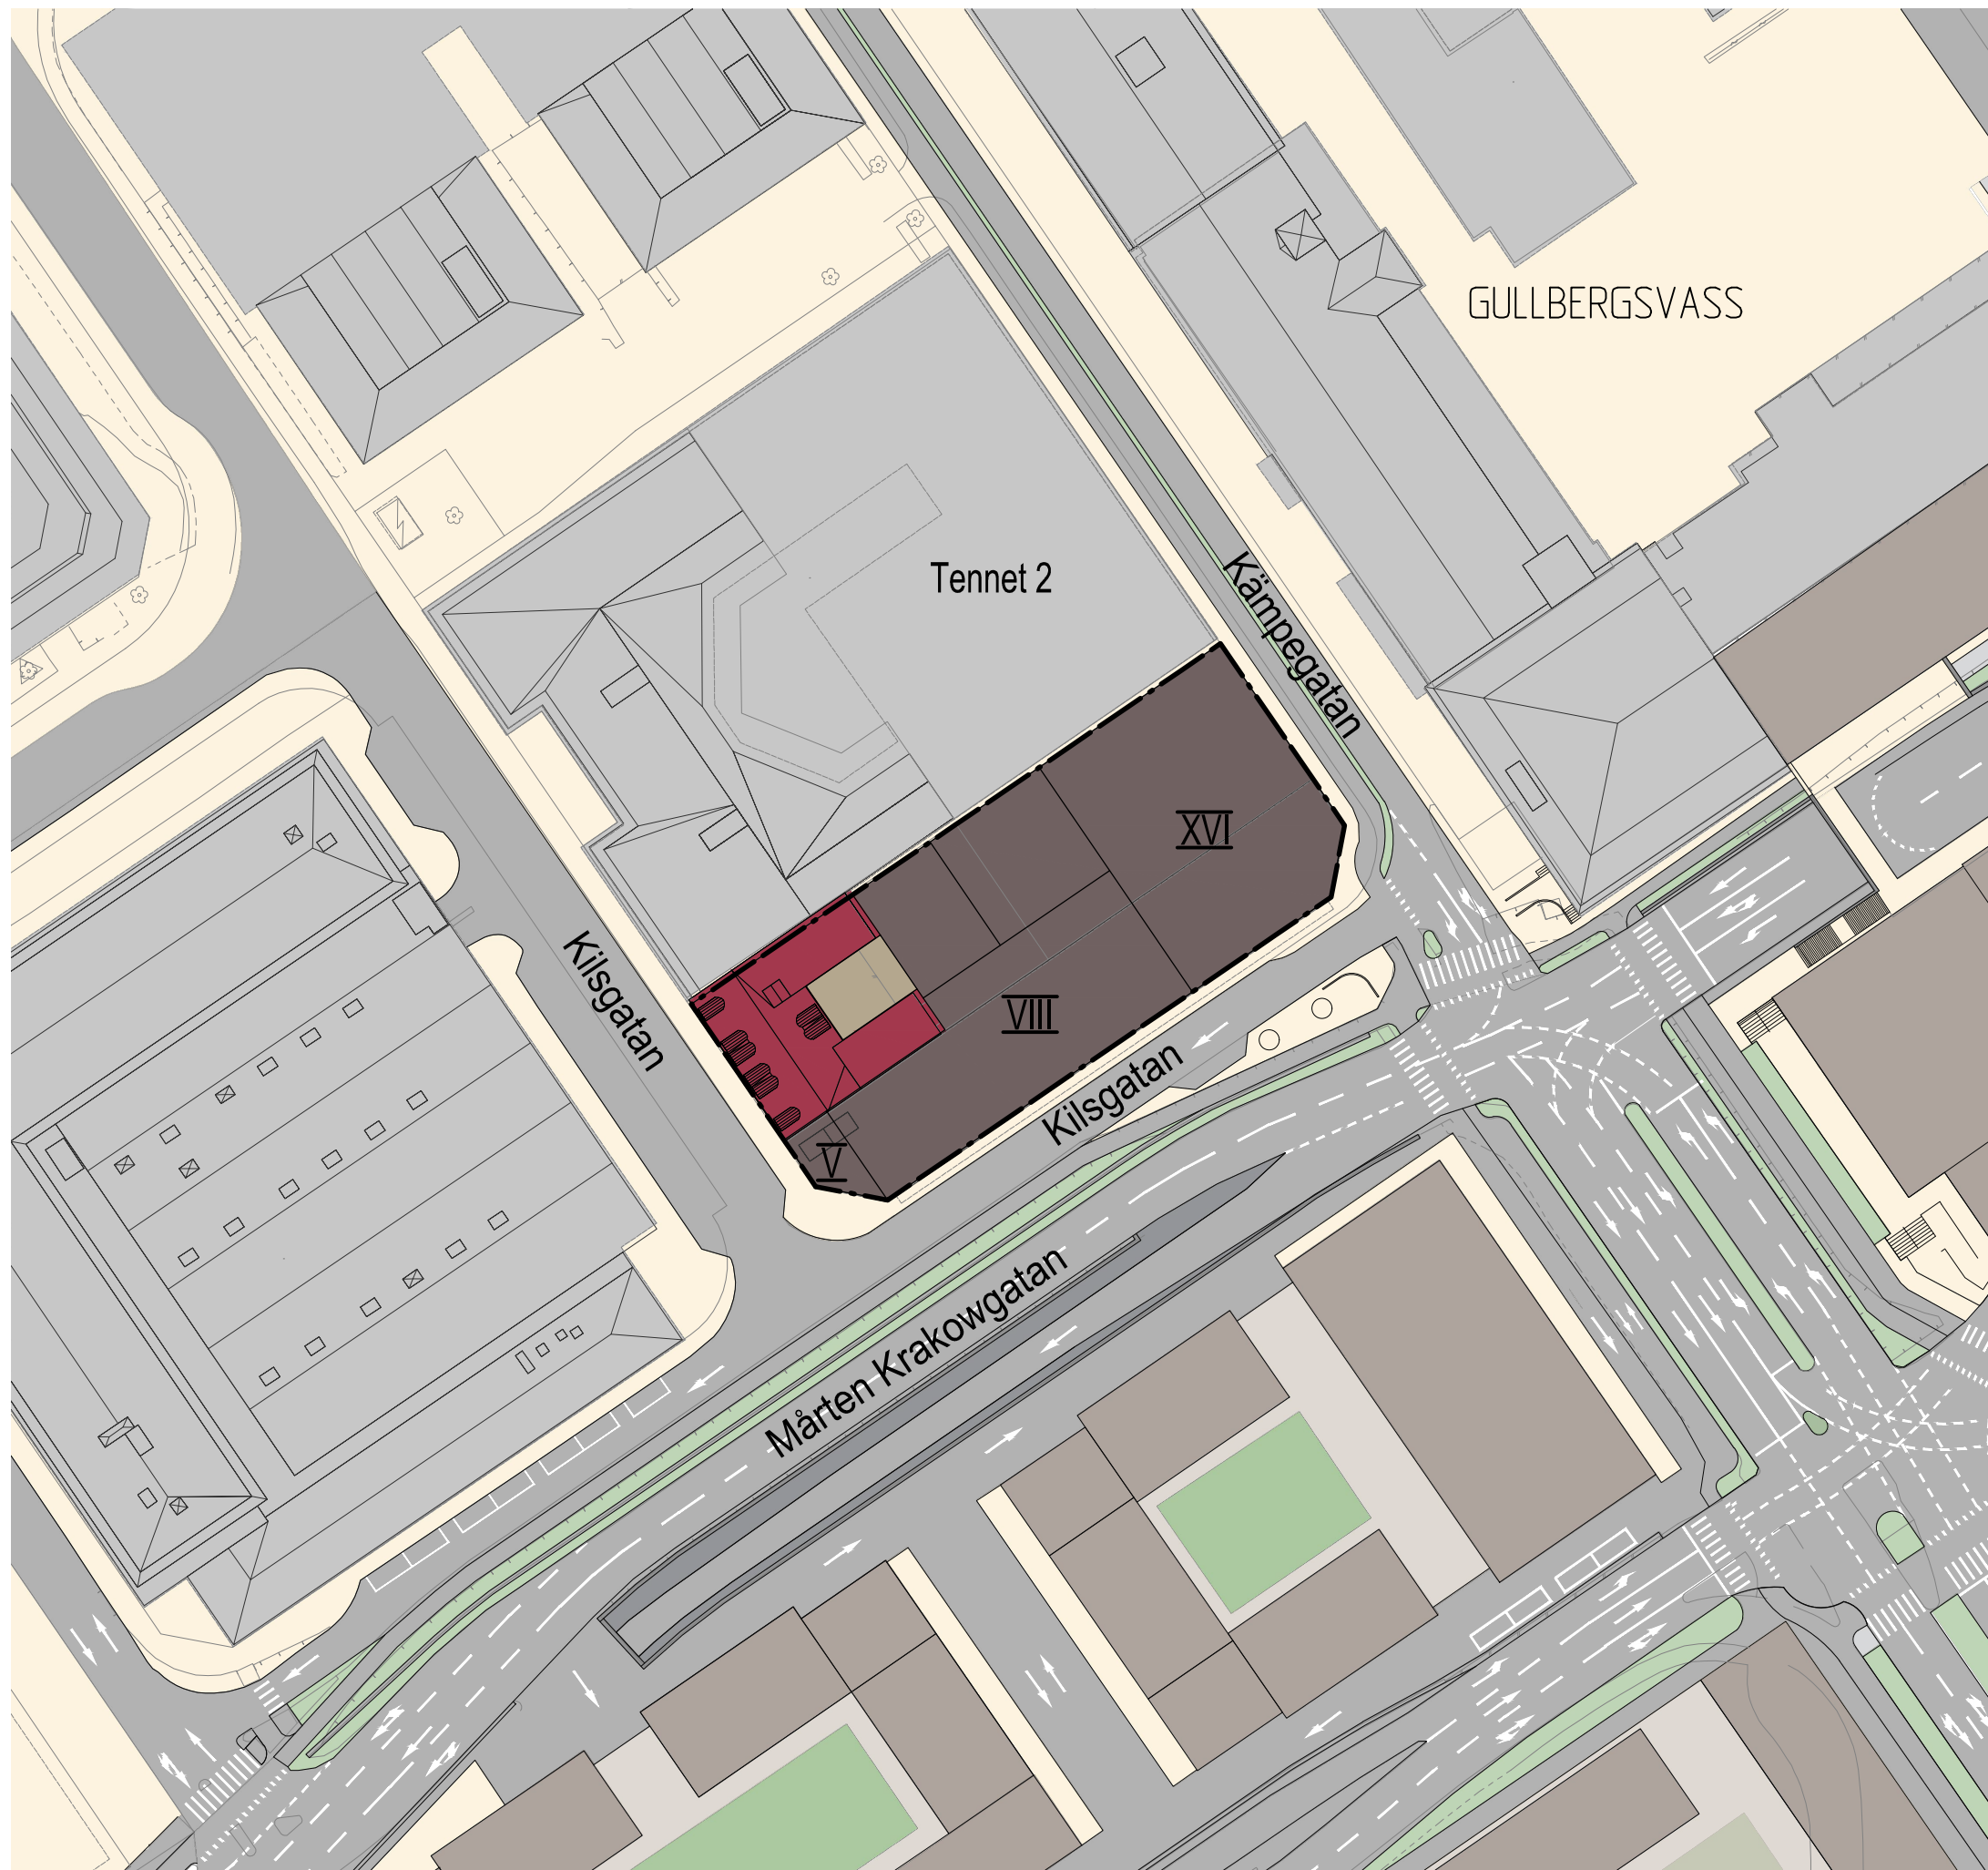 GULLBERGSVASS
Tennet 2
Kämpegatan
XVI
Kilsgatan
VIII
Kilsgatan
V
Mårten Krakowgatan